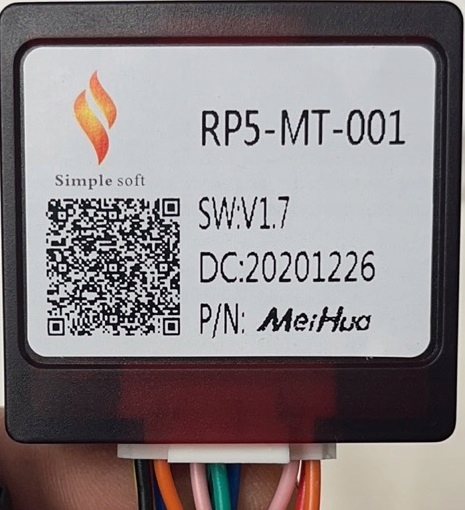 RP5-MT-001
Simple soft
SW:V1.7
DC:20201226
P/N: MeiHua